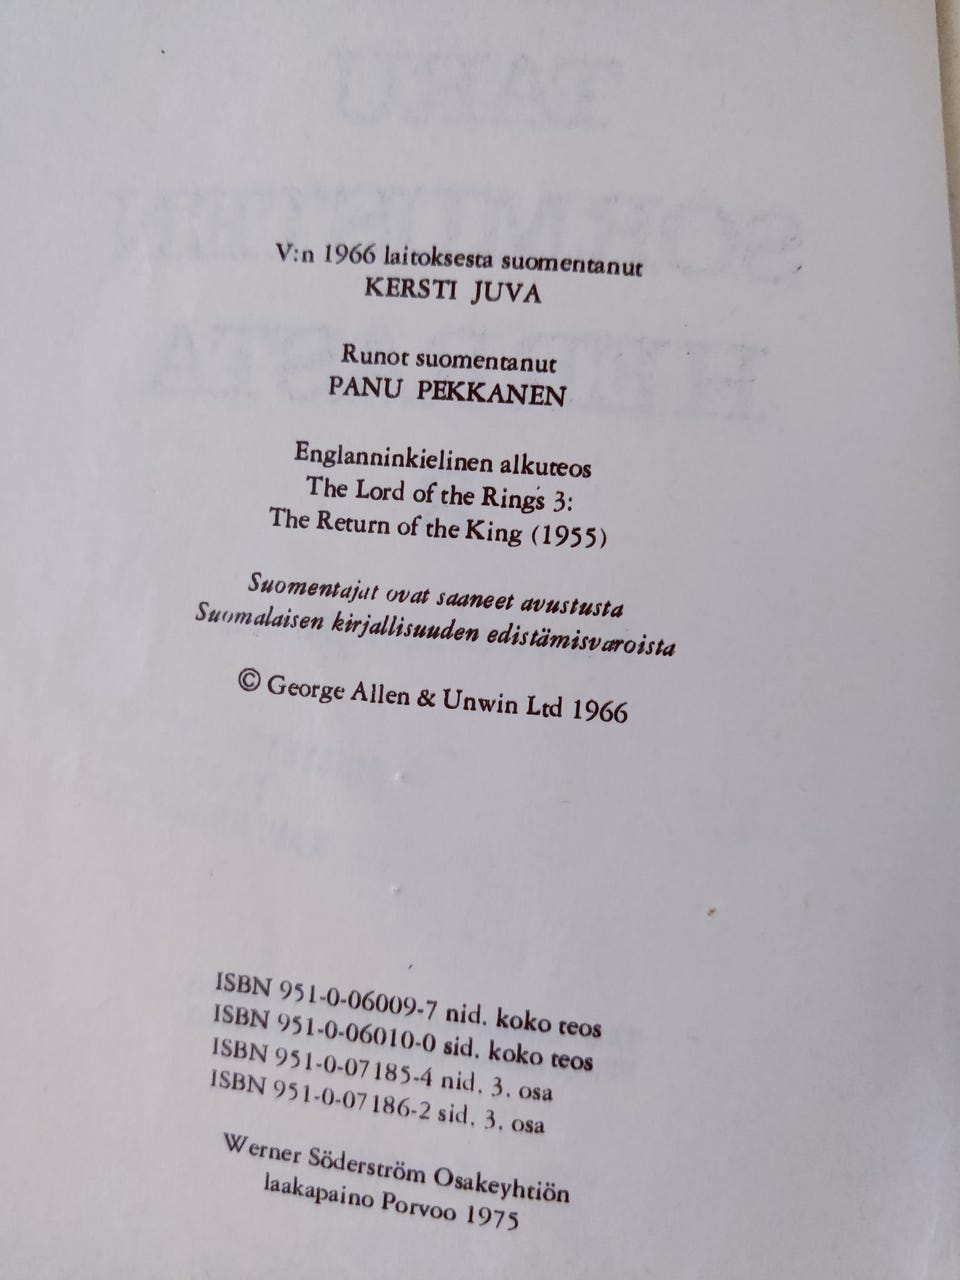 V:n 1966 laitoksesta suomentanut
KERSTI JUVA
Runot suomentanut
PANU PEKKANEN
Englanninkielinen alkuteos
The Lord of the Rings 3:
The Return of the King (1955)
Suomentajat ovat saaneet avustusta
Suomalaisen kirjallisuuden edistämisvaroista
© George Allen & Unwin Ltd 1966
ISBN 951-0-06009-7 nid. koko teos
ISBN 951-0-06010-0 sid. koko teos
ISBN 951-0-07185-4 nid. 3. osa
ISBN 951-0-07186-2 sid. 3. osa
Werner Söderström Osakeyhtiön
laakapaino Porvoo 1975